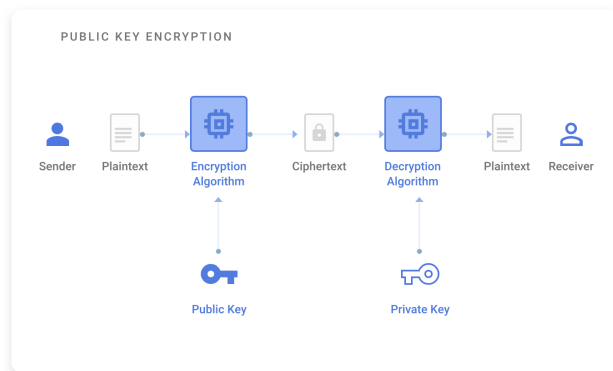 PUBLIC KEY ENCRYPTION
Sender
Plaintext
Encryption
Algorithm
Ciphertext
Decryption
Algorithm
Plaintext
Receiver
Public Key
Private Key